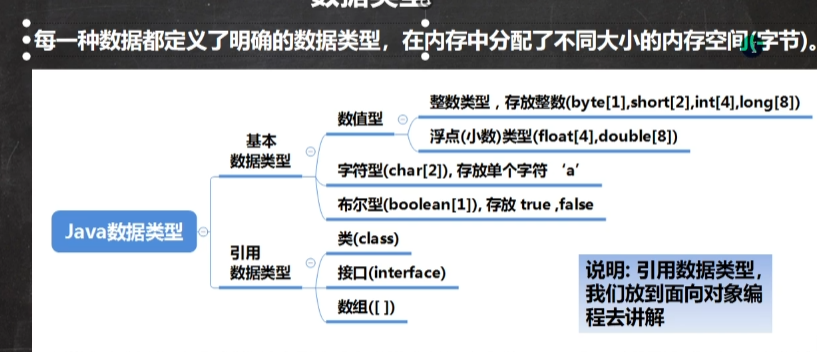 数据类型
每一种数据都定义了明确的数据类型，在内存中分配了不同大小的内存空间(字节)。
整数类型，存放整数(byte[1],short[2],int[4],long[8])
数值型
浮点(小数)类型(float[4],double[8])
基本
数据类型
字符型(char[2]), 存放单个字符 ‘a’
布尔型(boolean[1]), 存放 true ,false
Java数据类型
类(class)
引用
数据类型
接口(interface)
数组([ ])
说明: 引用数据类型，
我们放到面向对象编
程去讲解